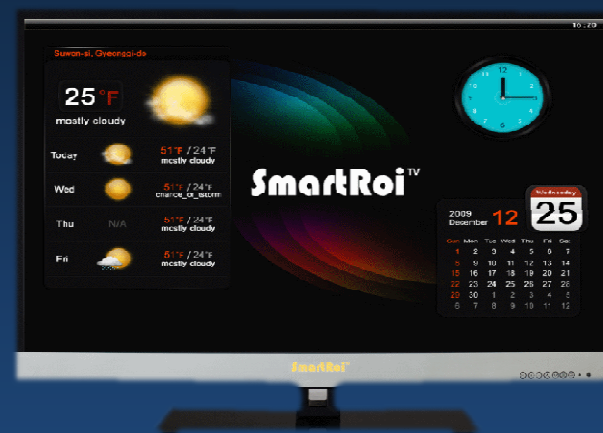 16:20
Suwon-si, Gyeonggi-do
25°F
mostly cloudy
Today 51°F / 24°F
mostly cloudy
Wed 51°F / 24°F
chance_of_tstorm
Thu N/A 51°F / 24°F
mostly cloudy
Fri 51°F / 24°F
mostly cloudy
SmartRoi TV
12
Wednesday
25
2009
December 12
Sun Mon Tue Wed Thu Fri Sat
1 2 3 4 5 6 7
8 9 10 11 12 13 14
15 16 17 18 19 20 21
22 23 24 25 26 27 28
29 30 1 2 3 4 5
6 7 8 9 10 11 12
SmartRoi